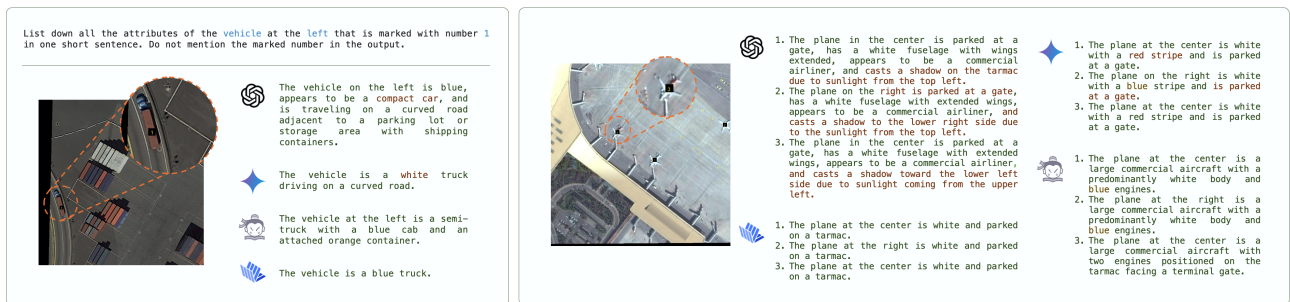 List down all the attributes of the vehicle at the left that is marked with number 1
in one short sentence. Do not mention the marked number in the output.
The vehicle on the left is blue,
appears to be a compact car, and
is traveling on a curved road
adjacent to a parking lot or
storage area with shipping
containers.
The vehicle is a white truck
driving on a curved road.
The vehicle at the left is a semi-
truck with a blue cab and an
attached orange container.
The vehicle is a blue truck.
1. The plane in the center is parked at a
gate, has a white fuselage with wings
extended, appears to be a commercial
airliner, and casts a shadow on the tarmac
due to sunlight from the top left.
2. The plane on the right is parked at a gate,
has a white fuselage with extended wings,
appears to be a commercial airliner, and
casts a shadow to the lower right side due
to the sunlight from the top left.
3. The plane in the center is parked at a
gate, has a white fuselage with extended
wings, appears to be a commercial airliner,
and casts a shadow toward the lower left
side due to sunlight coming from the upper
left.
1. The plane at the center is white and parked
on a tarmac.
2. The plane at the right is white and parked
on a tarmac.
3. The plane at the center is white and parked
on a tarmac.
1. The plane at the center is white
with a red stripe and is parked
at a gate.
2. The plane on the right is white
with a blue stripe and is parked
at a gate.
3. The plane at the center is white
with a red stripe and is parked
at a gate.
1. The plane at the center is a
large commercial aircraft with a
predominantly white body and
blue engines.
2. The plane at the right is a
large commercial aircraft with a
predominantly white body and
blue engines.
3. The plane at the center is a
large commercial aircraft with
two engines positioned on the
tarmac facing a terminal gate.